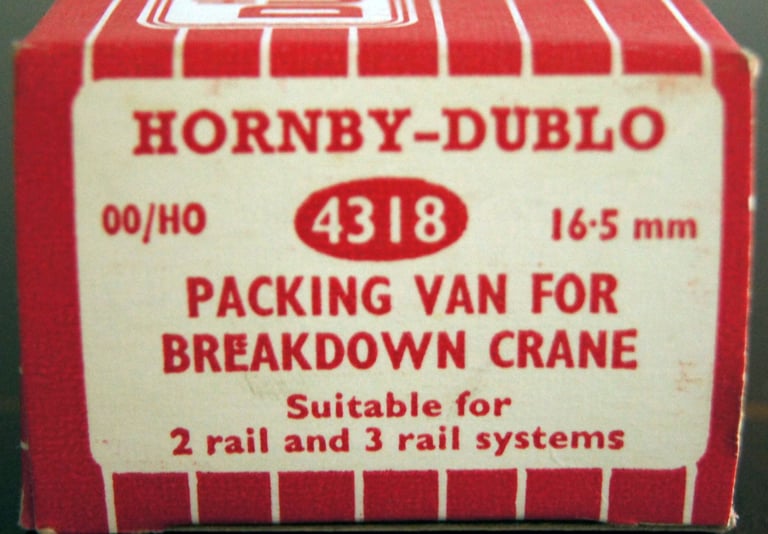 HORNBY-DUBLO
00/HO 4318 16·5 mm
PACKING VAN FOR
BREAKDOWN CRANE
Suitable for
2 rail and 3 rail systems